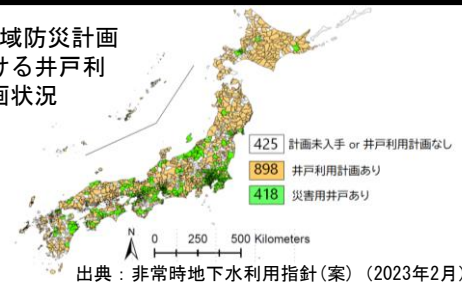 域防災計画
ける井戸利
画状況
425 計画未入手 or 井戸利用計画なし
898 井戸利用計画あり
418 災害用井戸あり
N
0 250 500 Kilometers
出典：非常時地下水利用指針(案) (2023年2月)